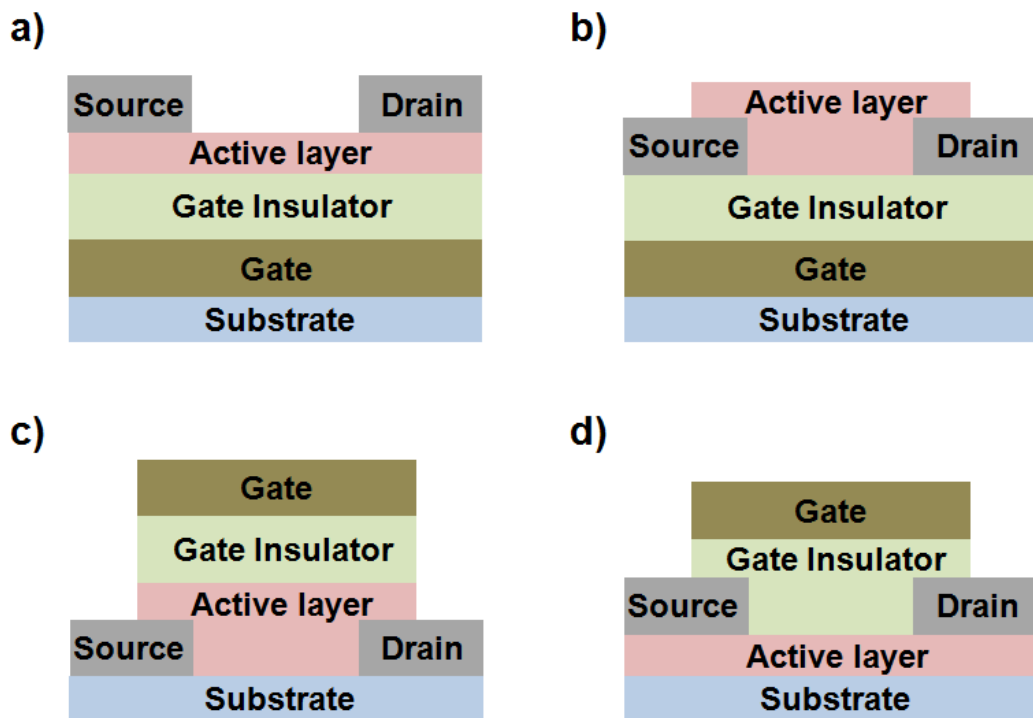 a)
Source
Drain
Active layer
Gate Insulator
Gate
Substrate
b)
Active layer
Source
Drain
Gate Insulator
Gate
Substrate
c)
Gate
Gate Insulator
Active layer
Source
Drain
Substrate
d)
Gate
Gate Insulator
Source
Drain
Active layer
Substrate